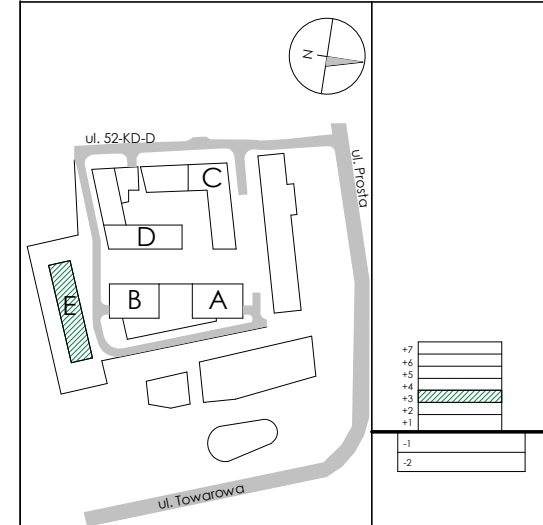 N
ul. 52-KD-D
ul. Prosta
C
D
E
B
A
ul. Towarowa
+7
+6
+5
+4
+3
+2
+1
-1
-2